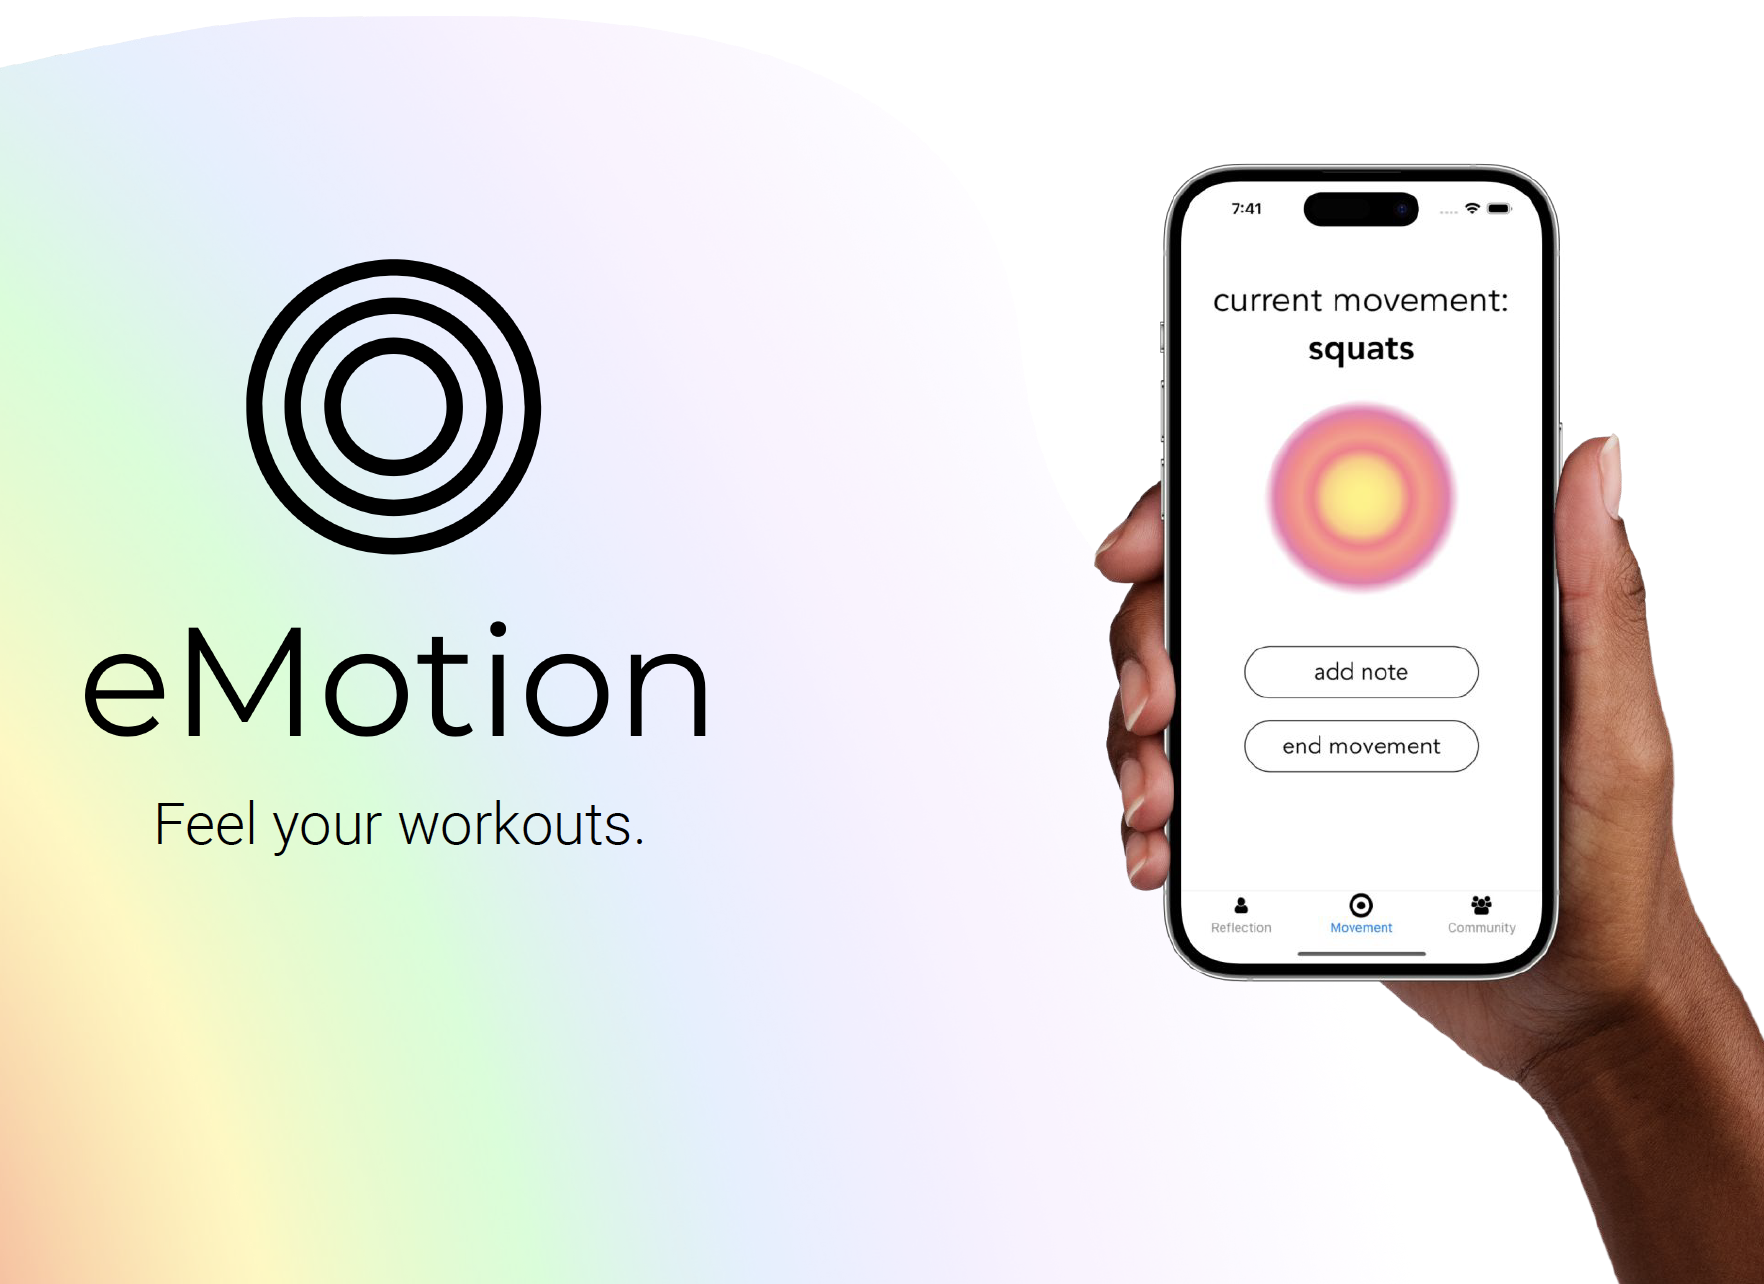 eMotion
Feel your workouts.
7:41
current movement:
squats
add note
end movement
Reflection
Movement
Community